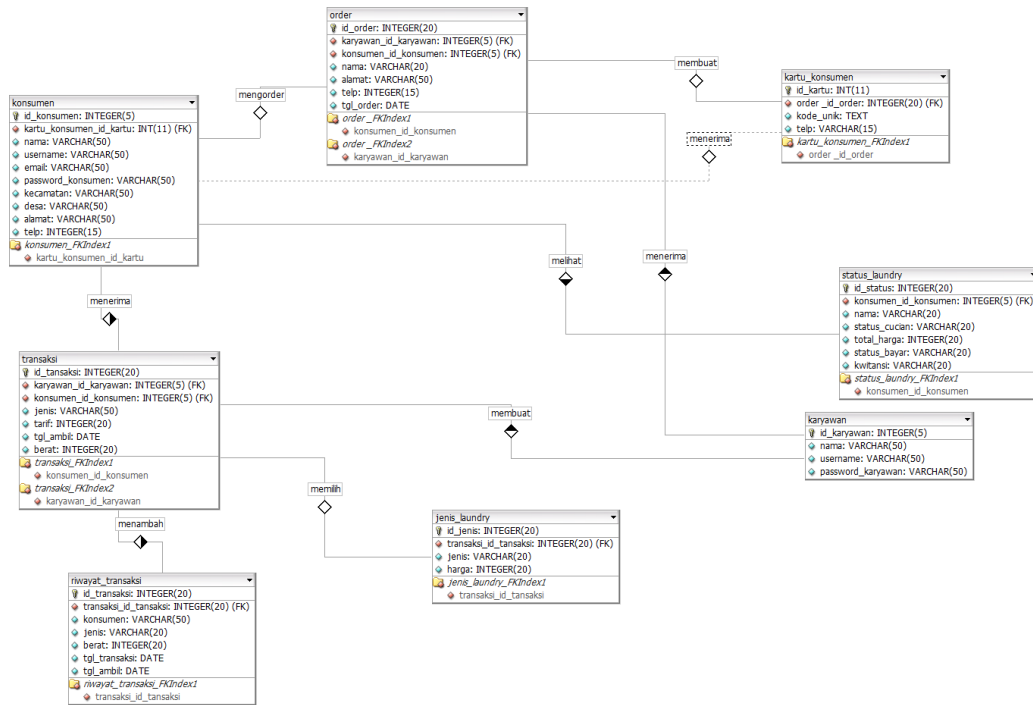 order
id_order: INTEGER(20)
karyawan_id_karyawan: INTEGER(5) (FK)
konsumen_id_konsumen: INTEGER(5) (FK)
nama: VARCHAR(20)
alamat: VARCHAR(50)
telp: INTEGER(15)
tgl_order: DATE
order _FKIndex1
konsumen_id_konsumen
order _FKIndex2
karyawan_id_karyawan
membuat
kartu_konsumen
id_kartu: INT(11)
order _id_order: INTEGER(20) (FK)
kode_unik: TEXT
telp: VARCHAR(15)
kartu_konsumen_FKIndex1
order _id_order
mengorder
konsumen
id_konsumen: INTEGER(5)
kartu_konsumen_id_kartu: INT(11) (FK)
nama: VARCHAR(50)
username: VARCHAR(50)
email: VARCHAR(50)
password_konsumen: VARCHAR(50)
kecamatan: VARCHAR(50)
desa: VARCHAR(50)
alamat: VARCHAR(50)
telp: INTEGER(15)
konsumen_FKIndex1
kartu_konsumen_id_kartu
menerima
melihat
menerima
status_laundry
id_status: INTEGER(20)
konsumen_id_konsumen: INTEGER(5) (FK)
nama: VARCHAR(20)
status_cucian: VARCHAR(20)
total_harga: INTEGER(20)
status_bayar: VARCHAR(20)
kwitansi: VARCHAR(20)
status_laundry_FKIndex1
konsumen_id_konsumen
menerima
transaksi
id_tansaksi: INTEGER(20)
karyawan_id_karyawan: INTEGER(5) (FK)
konsumen_id_konsumen: INTEGER(5) (FK)
jenis: VARCHAR(50)
tarif: INTEGER(20)
tgl_ambil: DATE
berat: INTEGER(20)
transaksi_FKIndex1
konsumen_id_konsumen
transaksi_FKIndex2
karyawan_id_karyawan
membuat
karyawan
id_karyawan: INTEGER(5)
nama: VARCHAR(50)
username: VARCHAR(50)
password_karyawan: VARCHAR(50)
memilih
jenis_laundry
id_jenis: INTEGER(20)
transaksi_id_tansaksi: INTEGER(20) (FK)
jenis: VARCHAR(20)
harga: INTEGER(20)
jenis_laundry_FKIndex1
transaksi_id_tansaksi
menambah
riwayat_transaksi
id_transaksi: INTEGER(20)
transaksi_id_tansaksi: INTEGER(20) (FK)
konsumen: VARCHAR(50)
jenis: VARCHAR(20)
berat: INTEGER(20)
tgl_transaksi: DATE
tgl_ambil: DATE
riwayat_transaksi_FKIndex1
transaksi_id_tansaksi